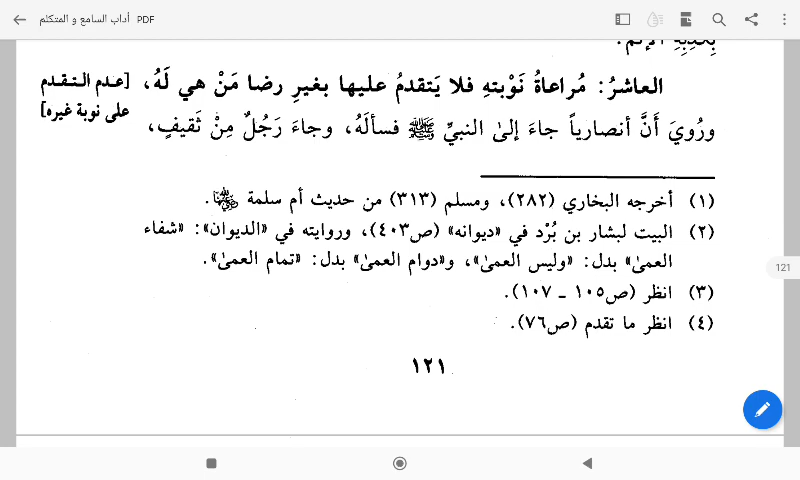 أداب السامع و المتكلم PDF
العاشرُ: مُراعاةُ نَوْبتهِ فلا يَتقدمُ عليها بغيرِ رضا مَنْ هي لَهُ،
[عـدم الـتـقـدم
على نوبة غيره]
ورُويَ أَنَّ أنصارياً جاءَ إلىٰ النبيِّ ﷺ فسألَهُ، وجاءَ رَجُلٌ مِنْ ثَقيفٍ،
(١) أخرجه البخاري (٢٨٢)، ومسلم (٣١٣) من حديث أم سلمة .
(٢) البيت لبشار بن بُرْد في «ديوانه» (ص٤٠٣)، وروايته في «الديوان»: «شفاء
العمىٰ» بدل: «وليس العمىٰ»، و«دوام العمىٰ» بدل: «تمام العمىٰ».
(٣) انظر (ص١٠٥ - ١٠٧).
(٤) انظر ما تقدم (ص٧٦).
١٢١
121